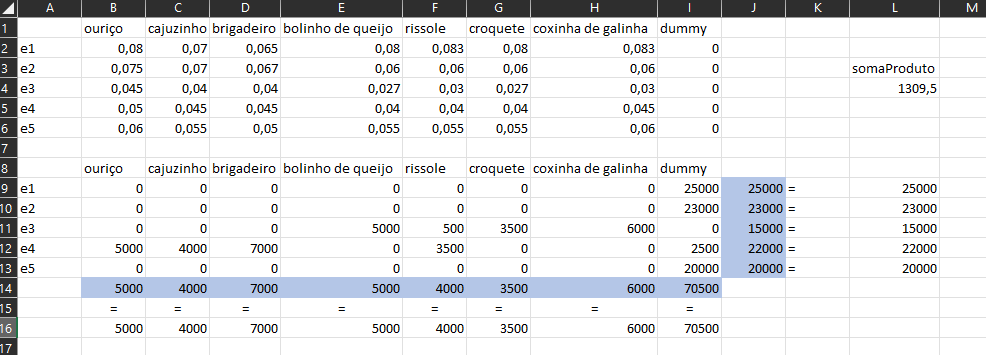 A B C D E F G H I J K L M
1 ouriço cajuzinho brigadeiro bolinho de queijo rissole croquete coxinha de galinha dummy
2 e1 0,08 0,07 0,065 0,08 0,083 0,08 0,083 0
3 e2 0,075 0,07 0,067 0,06 0,06 0,06 0,06 0 somaProduto
4 e3 0,045 0,04 0,04 0,027 0,03 0,027 0,03 0 1309,5
5 e4 0,05 0,045 0,045 0,04 0,04 0,04 0,045 0
6 e5 0,06 0,055 0,05 0,055 0,055 0,055 0,06 0
7
8 ouriço cajuzinho brigadeiro bolinho de queijo rissole croquete coxinha de galinha dummy
9 e1 0 0 0 0 0 0 0 25000 25000 = 25000
10 e2 0 0 0 0 0 0 0 23000 23000 = 23000
11 e3 0 0 0 5000 500 3500 6000 0 15000 = 15000
12 e4 5000 4000 7000 0 3500 0 0 2500 22000 = 22000
13 e5 0 0 0 0 0 0 0 20000 20000 = 20000
14 5000 4000 7000 5000 4000 3500 6000 70500
15 = = = = = = = =
16 5000 4000 7000 5000 4000 3500 6000 70500
17